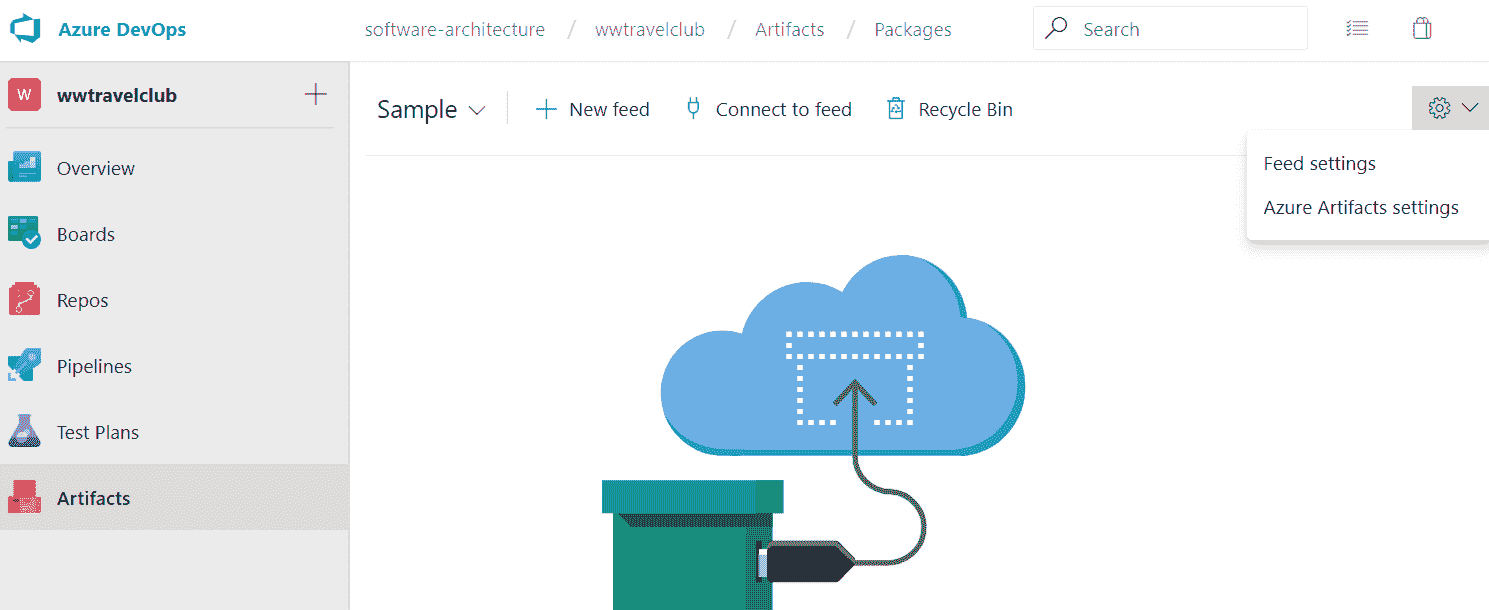 Azure DevOps
software-architecture / wwtravelclub / Artifacts / Packages
Search
W wwtravelclub
Sample
New feed
Connect to feed
Recycle Bin
Feed settings
Azure Artifacts settings
Overview
Boards
Repos
Pipelines
Test Plans
Artifacts